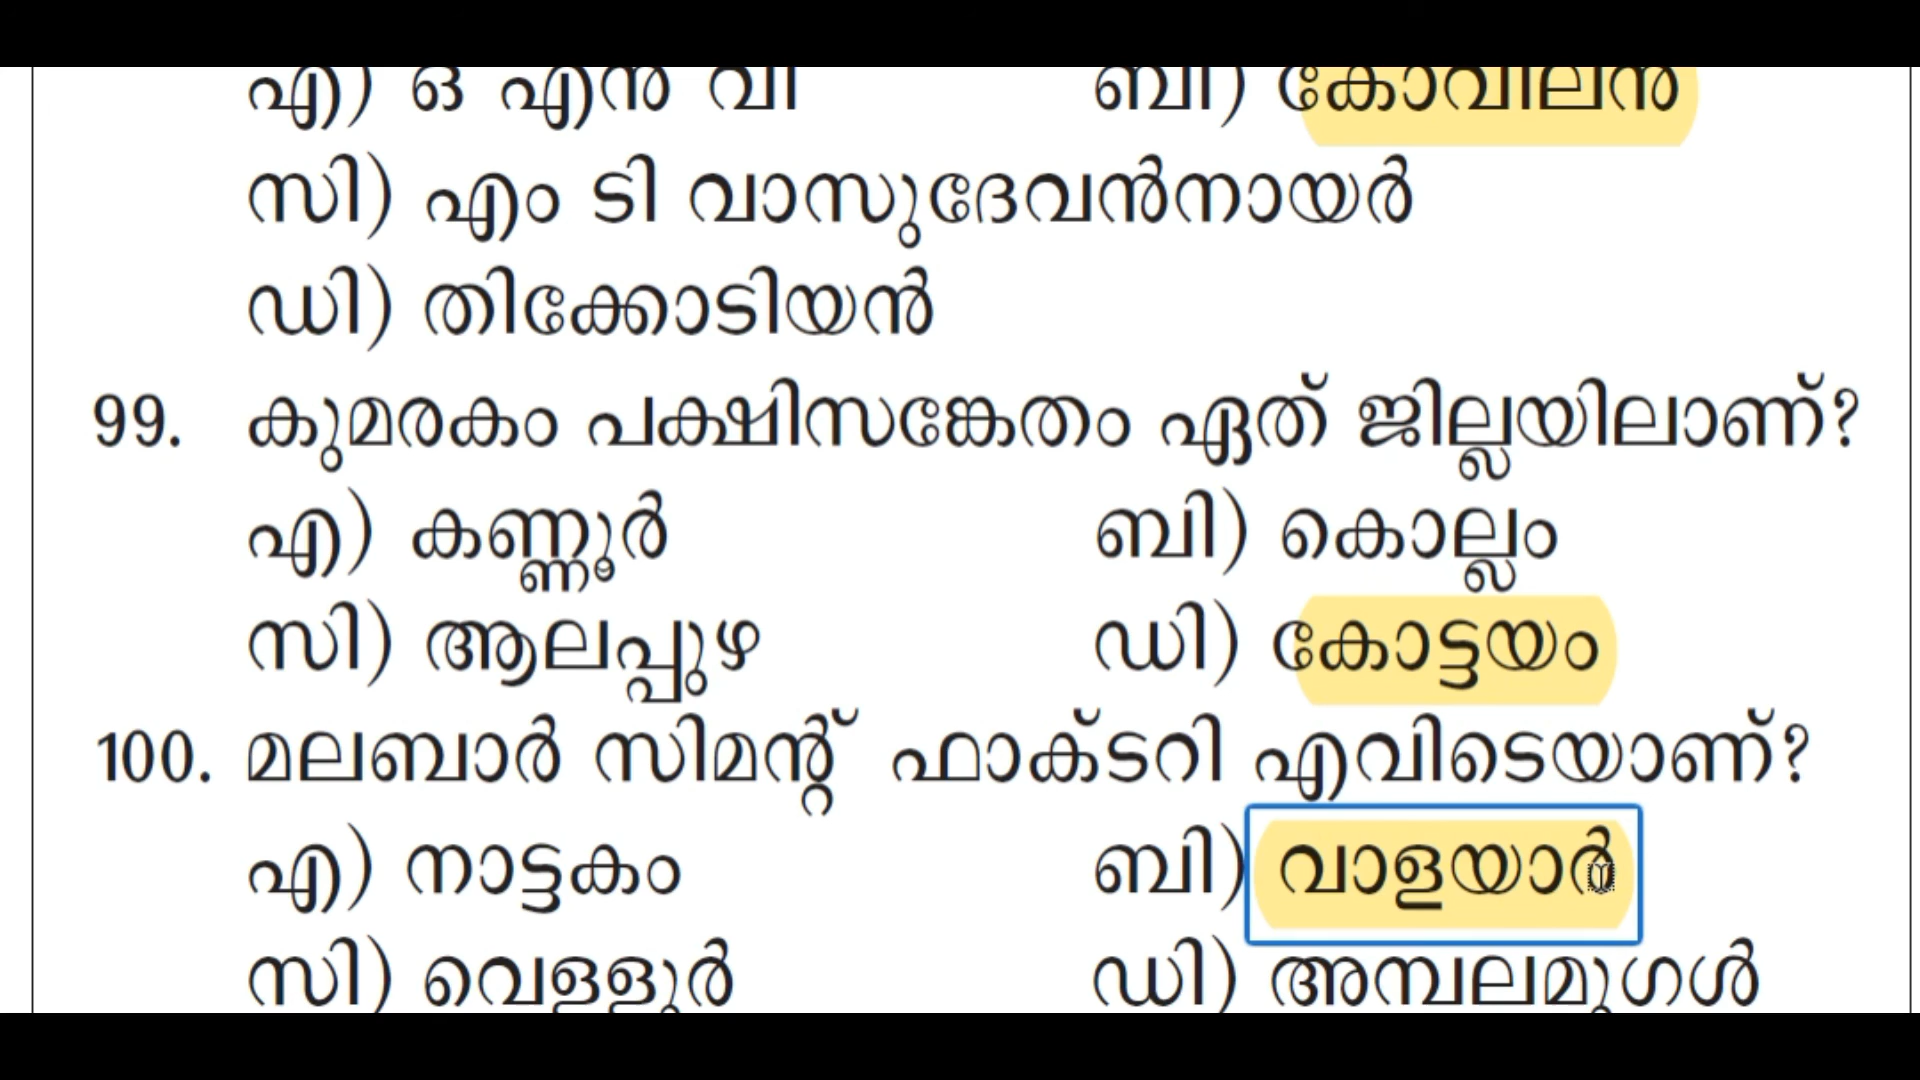 എ) ഒ എൻ വി ബി) കോവിലൻ
സി) എം ടി വാസുദേവൻനായർ
ഡി) തിക്കോടിയൻ
99. കുമരകം പക്ഷിസങ്കേതം ഏത് ജില്ലയിലാണ്?
എ) കണ്ണൂർ ബി) കൊല്ലം
സി) ആലപ്പുഴ ഡി) കോട്ടയം
100. മലബാർ സിമന്റ് ഫാക്ടറി എവിടെയാണ്?
എ) നാട്ടകം ബി) വാളയാർ
സി) വെള്ളൂർ ഡി) അമ്പലമുഗൾ